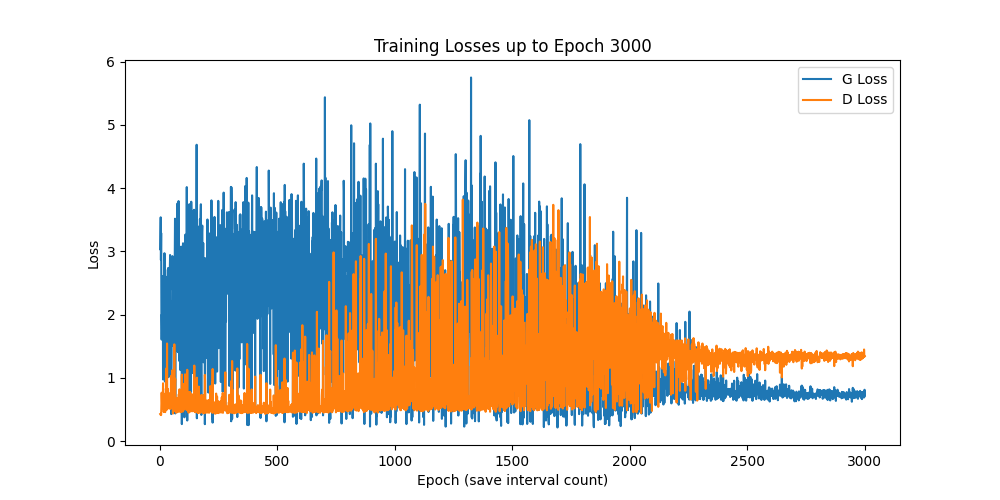 Training Losses up to Epoch 3000
G Loss
D Loss
6
5
4
3
2
1
0
Loss
0 500 1000 1500 2000 2500 3000
Epoch (save interval count)